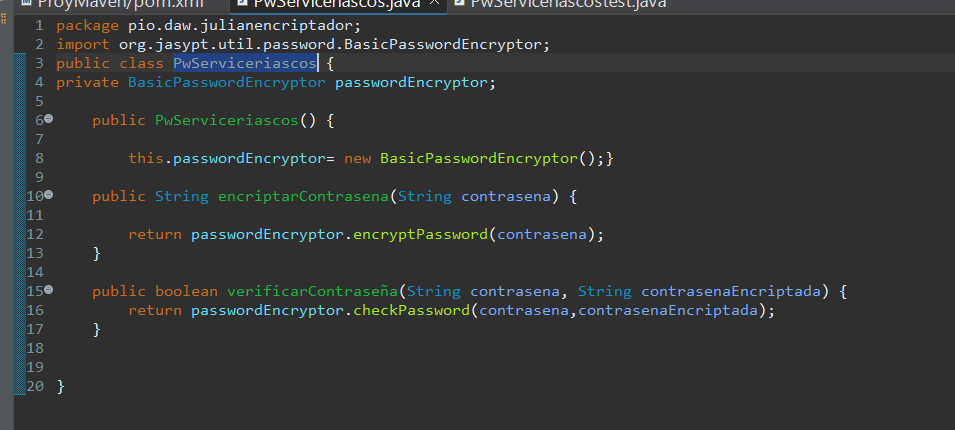 ProyMaven/pom.xml PwServiceriascos.java PwServiceriascostest.java
1 package pio.daw.julianencriptador;
2 import org.jasypt.util.password.BasicPasswordEncryptor;
3 public class PwServiceriascos {
4 private BasicPasswordEncryptor passwordEncryptor;
5
6 public PwServiceriascos() {
7
8 this.passwordEncryptor= new BasicPasswordEncryptor();}
9
10 public String encriptarContrasena(String contrasena) {
11
12 return passwordEncryptor.encryptPassword(contrasena);
13 }
14
15 public boolean verificarContraseña(String contrasena, String contrasenaEncriptada) {
16 return passwordEncryptor.checkPassword(contrasena,contrasenaEncriptada);
17 }
18
19
20 }